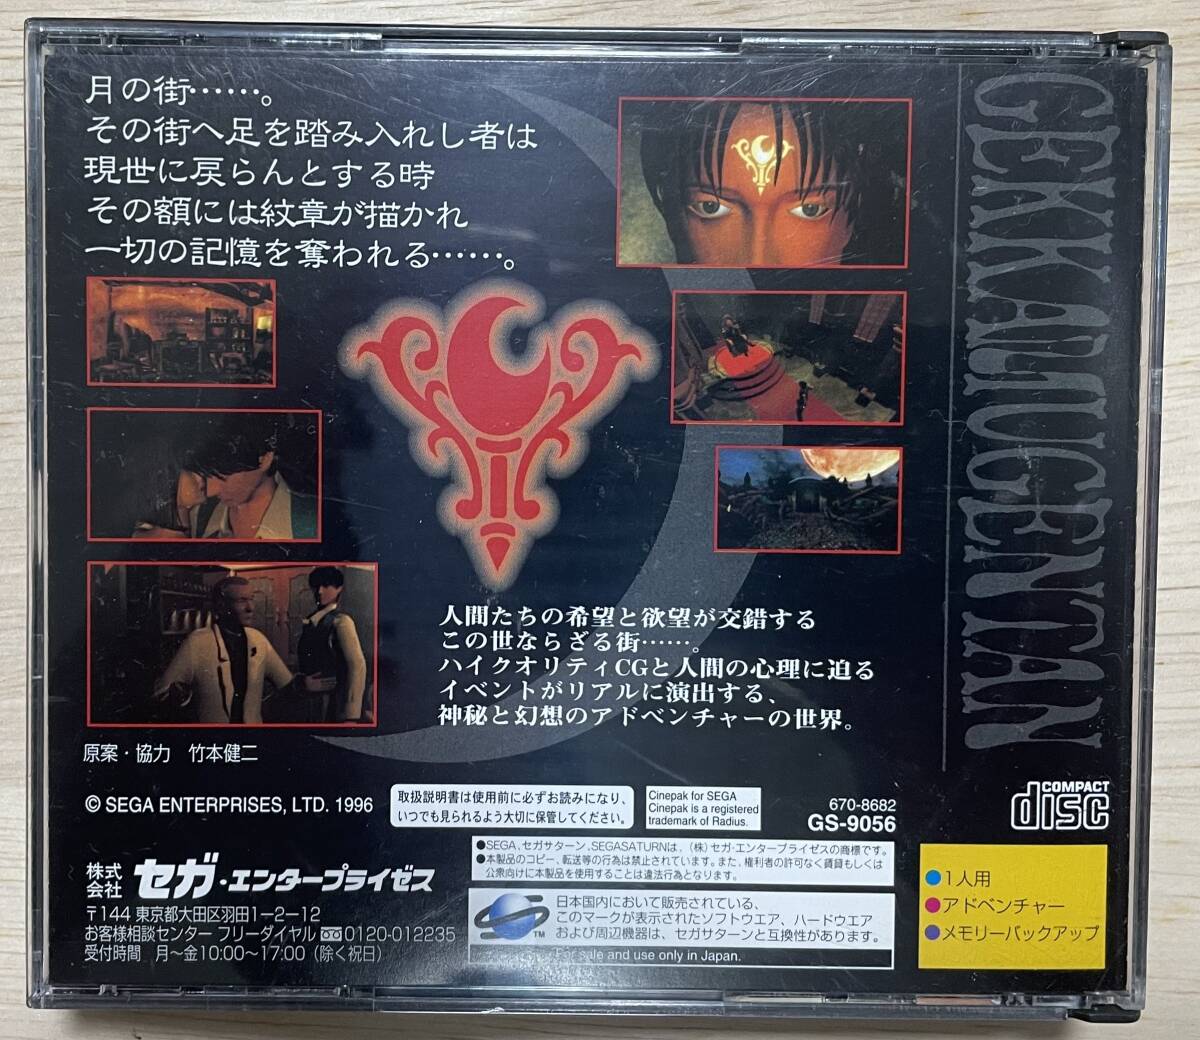 月の街……。
その街へ足を踏み入れし者は
現世に戻らんとする時
その額には紋章が描かれ
一切の記憶を奪われる……。
GEKKAMUGENTAN
人間たちの希望と欲望が交錯する
この世ならざる街……。
ハイクオリティCGと人間の心理に迫る
イベントがリアルに演出する、
神秘と幻想のアドベンチャーの世界。
原案・協力 竹本健二
© SEGA ENTERPRISES, LTD. 1996
取扱説明書は使用前に必ずお読みになり、
いつでも見られるよう大切に保管してください。
Cinepak for SEGA
Cinepak is a registered
trademark of Radius.
670-8682
GS-9056
COMPACT
disc
株式会社 セガ・エンタープライゼス
〒144 東京都大田区羽田1-2-12
お客様相談センター フリーダイヤル 0120-012235
受付時間 月〜金10:00〜17:00(除く祝日)
●SEGA、セガサターン、SEGASATURNは、(株)セガ・エンタープライゼスの商標です。
●本製品のコピー、転送等の行為は禁止されています。また、権利者の許可なく賃貸もしくは
公衆向けに本製品を使用することは違法行為となります。
TM
日本国内において販売されている、
このマークが表示されたソフトウエア、ハードウエア
および周辺機器は、セガサターンと互換性があります。
For sale and use only in Japan.
●1人用
●アドベンチャー
●メモリーバックアップ